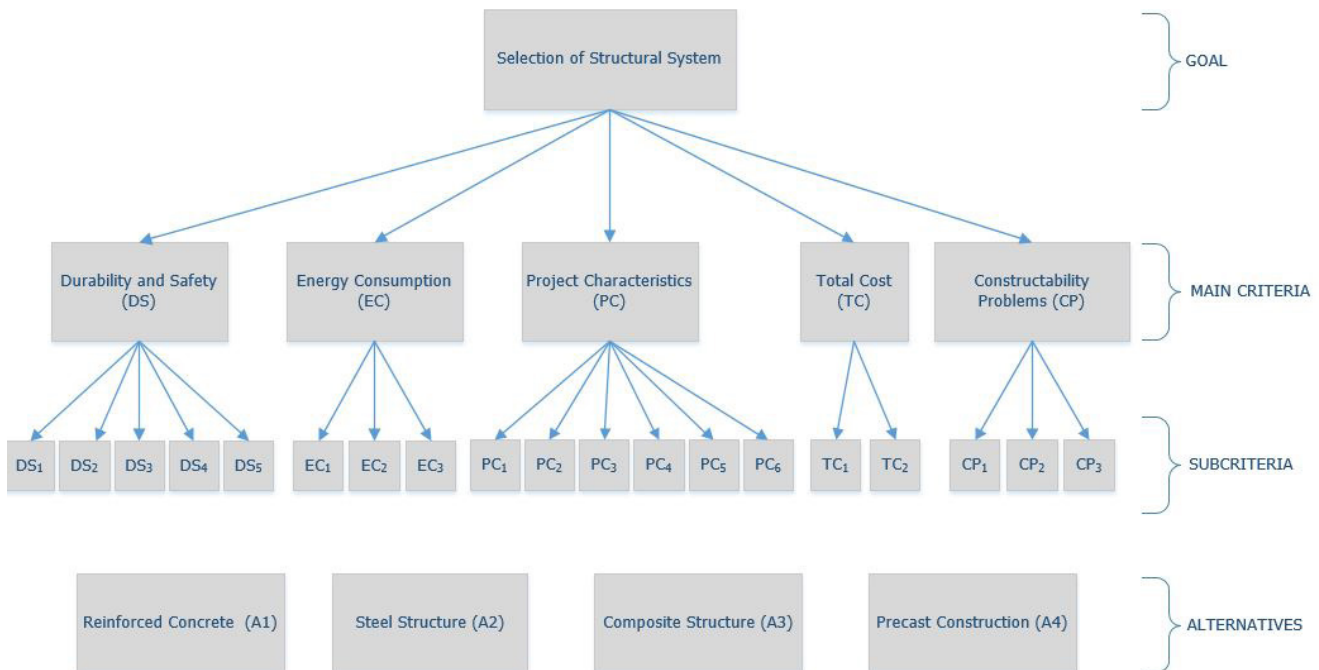 Selection of Structural System
GOAL
Durability and Safety
(DS)
Energy Consumption
(EC)
Project Characteristics
(PC)
Total Cost
(TC)
Constructability
Problems (CP)
MAIN CRITERIA
DS₁ DS₂ DS₃ DS₄ DS₅ EC₁ EC₂ EC₃ PC₁ PC₂ PC₃ PC₄ PC₅ PC₆ TC₁ TC₂ CP₁ CP₂ CP₃
SUBCRITERIA
Reinforced Concrete (A1)
Steel Structure (A2)
Composite Structure (A3)
Precast Construction (A4)
ALTERNATIVES